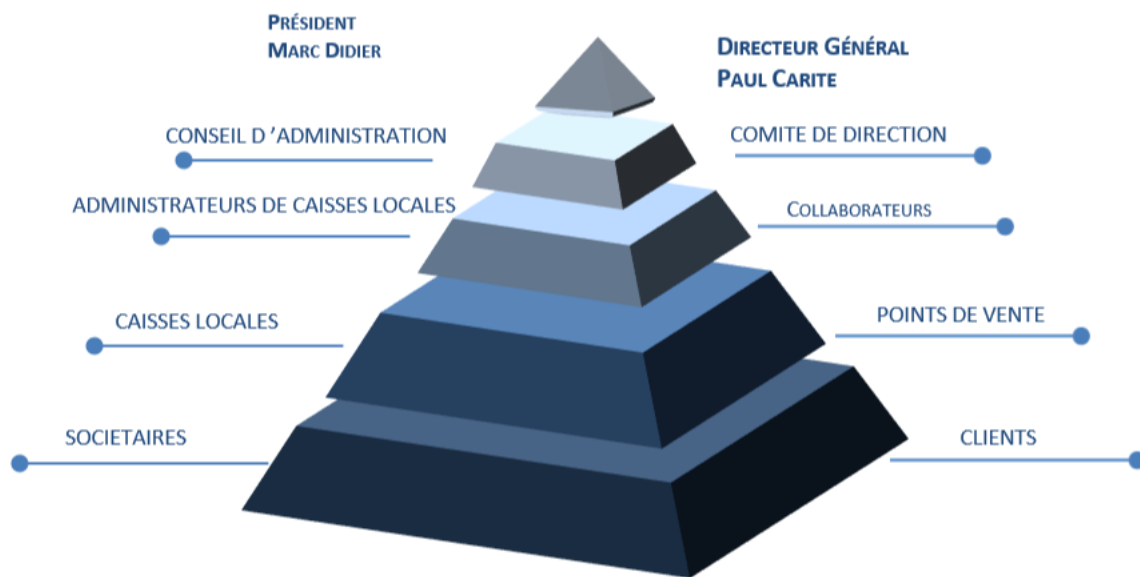 PRÉSIDENT
MARC DIDIER
DIRECTEUR GÉNÉRAL
PAUL CARITE
CONSEIL D ’ADMINISTRATION
COMITE DE DIRECTION
ADMINISTRATEURS DE CAISSES LOCALES
COLLABORATEURS
CAISSES LOCALES
POINTS DE VENTE
SOCIETAIRES
CLIENTS